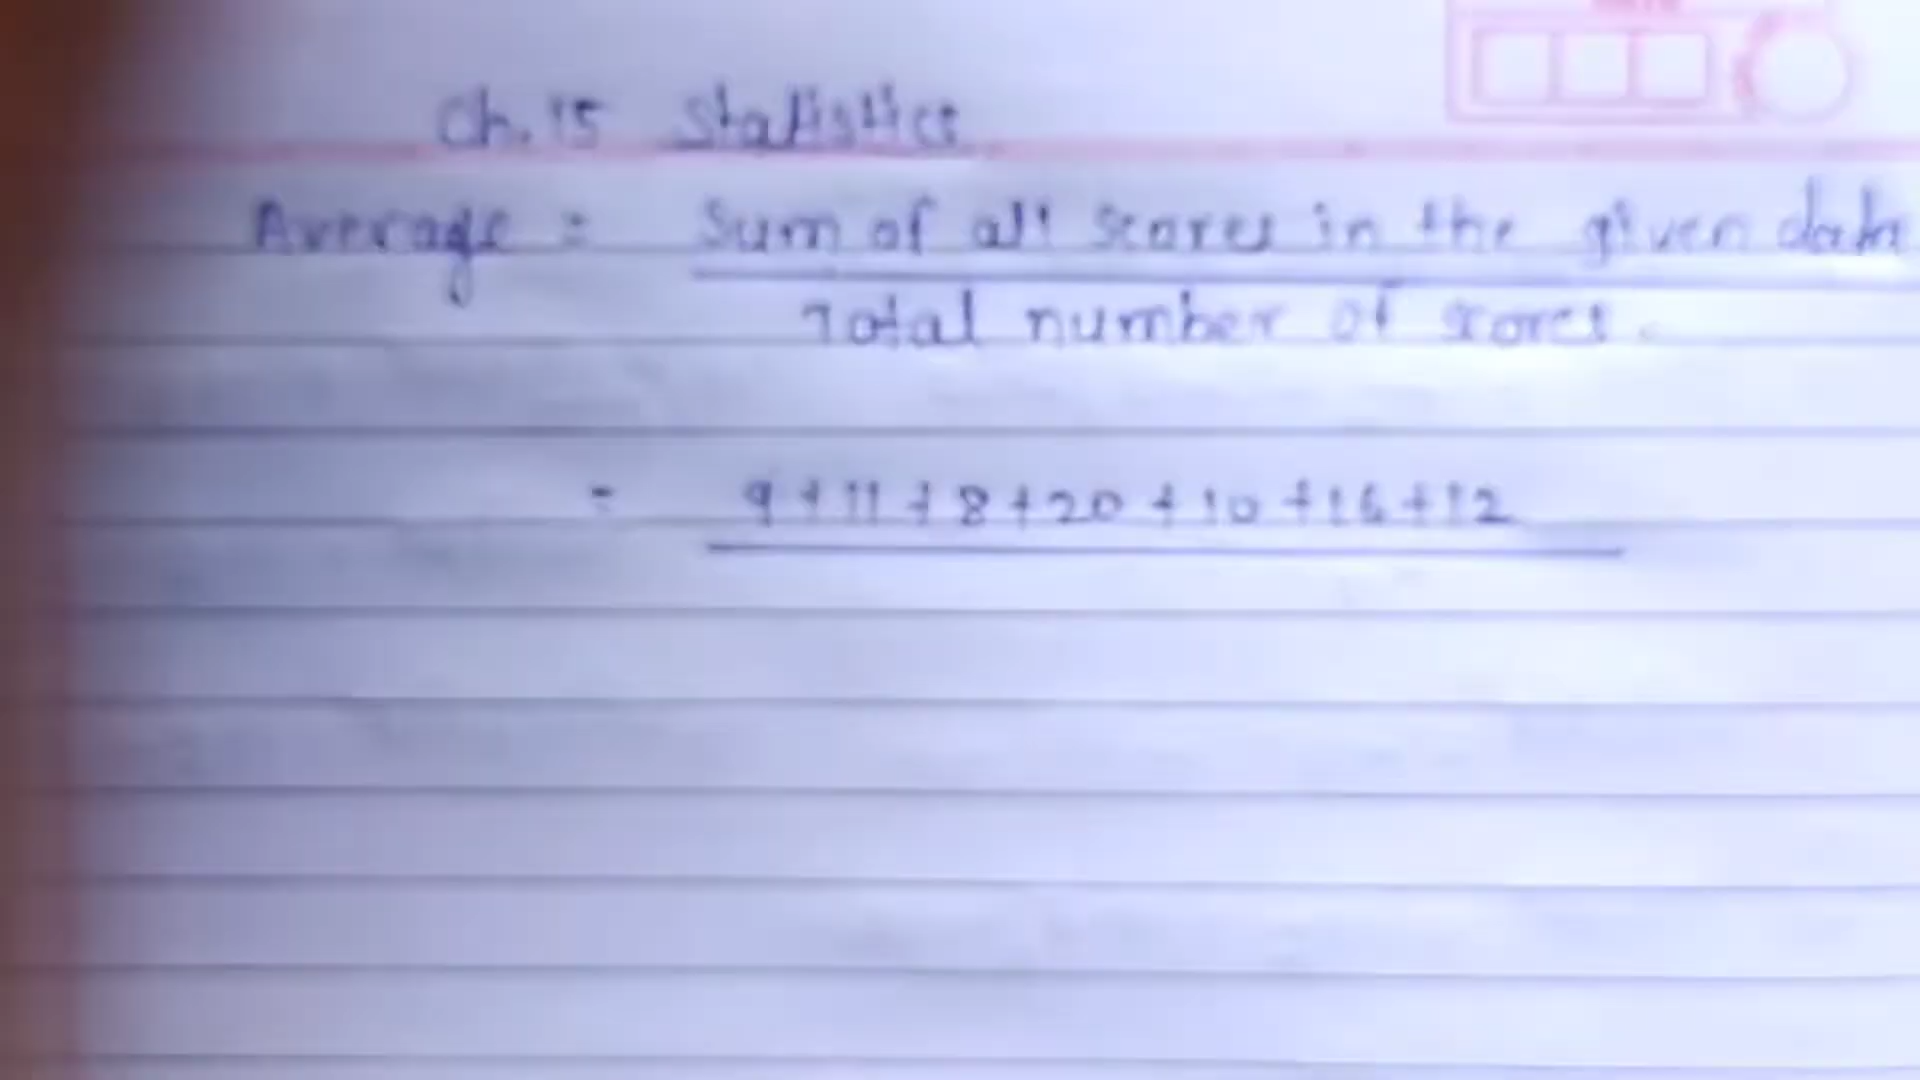 Ch. 15 Statistics
Average = Sum of all scores in the given data
Total number of scores.
= 9 + 11 + 8 + 20 + 10 + 16 + 12